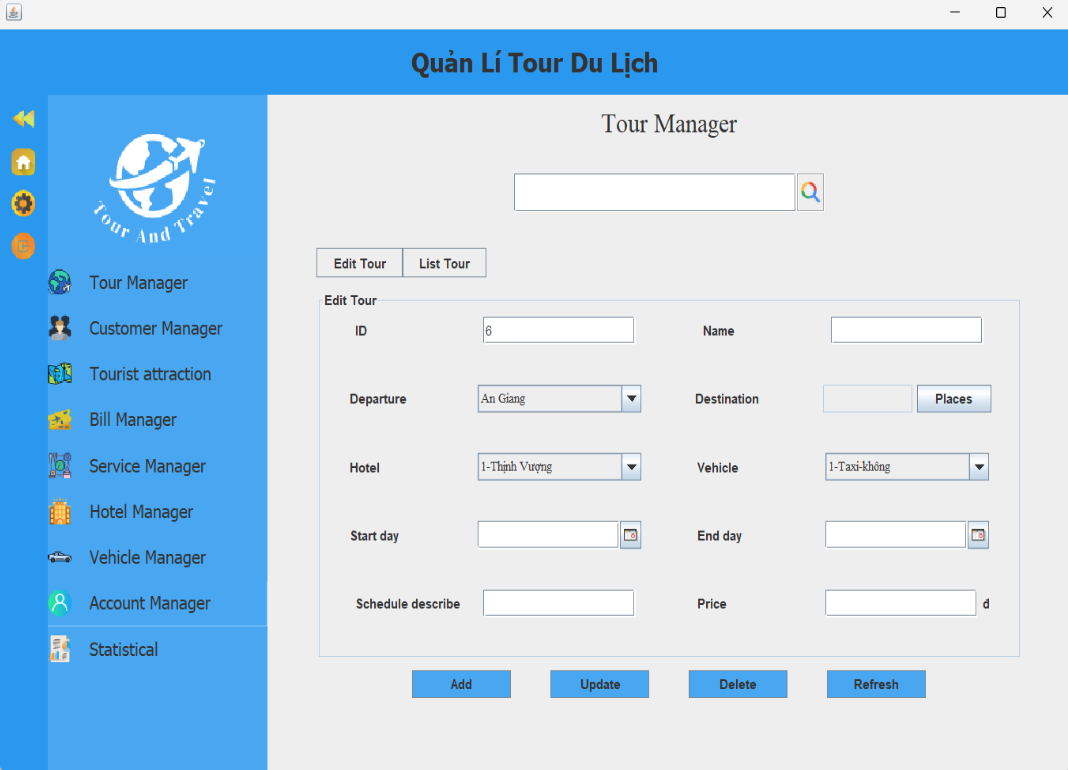 Quản Lí Tour Du Lịch
Tour And Travel
Tour Manager
Customer Manager
Tourist attraction
Bill Manager
Service Manager
Hotel Manager
Vehicle Manager
Account Manager
Statistical
Tour Manager
Edit Tour List Tour
Edit Tour
ID 6 Name
Departure An Giang Destination Places
Hotel 1-Thịnh Vượng Vehicle 1-Taxi-không
Start day End day
Schedule describe Price đ
Add Update Delete Refresh